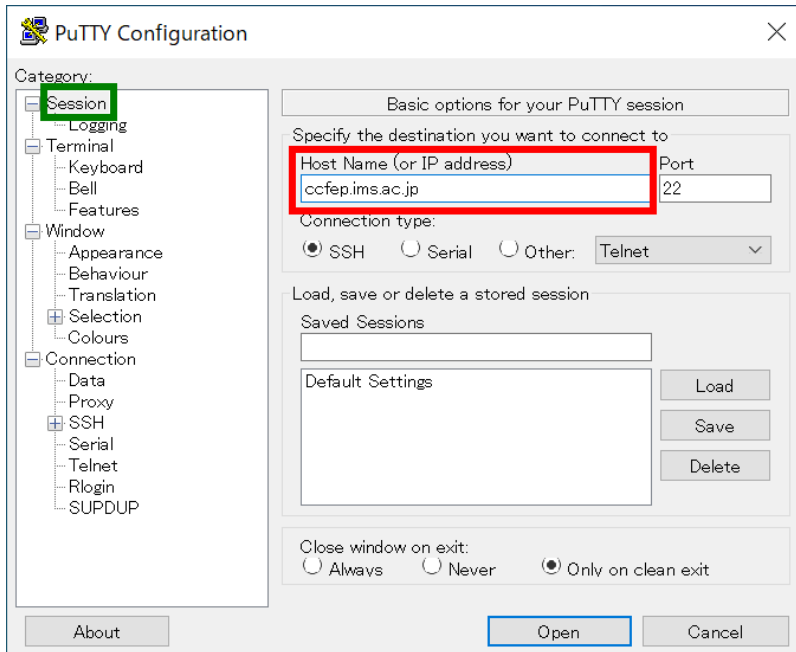 PuTTY Configuration
Category:
Session
Logging
Terminal
Keyboard
Bell
Features
Window
Appearance
Behaviour
Translation
Selection
Colours
Connection
Data
Proxy
SSH
Serial
Telnet
Rlogin
SUPDUP
Basic options for your PuTTY session
Specify the destination you want to connect to
Host Name (or IP address) Port
ccfep.ims.ac.jp 22
Connection type:
SSH Serial Other: Telnet
Load, save or delete a stored session
Saved Sessions
Default Settings
Load
Save
Delete
Close window on exit:
Always Never Only on clean exit
About Open Cancel